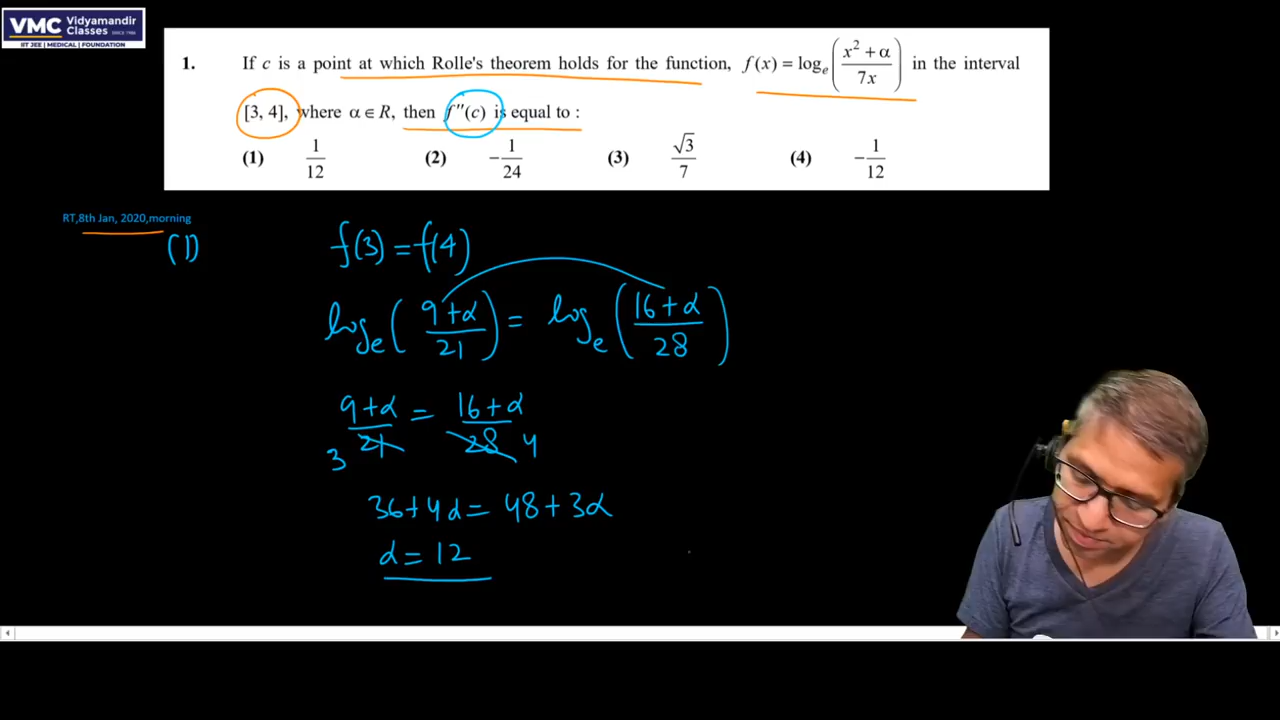 VMC Vidyamandir Classes SINCE 1986
IIT JEE | MEDICAL | FOUNDATION
1. If c is a point at which Rolle's theorem holds for the function, f(x) = logₑ((x² + α)/7x) in the interval
[3, 4], where α ∈ R, then f''(c) is equal to :
(1) 1/12 (2) -1/24 (3) √3/7 (4) -1/12
RT,8th Jan, 2020,morning
(1) f(3) = f(4)
logₑ((9+α)/21) = logₑ((16+α)/28)
3 (9+α)/21 = (16+α)/28 4
36+4α = 48+3α
α = 12